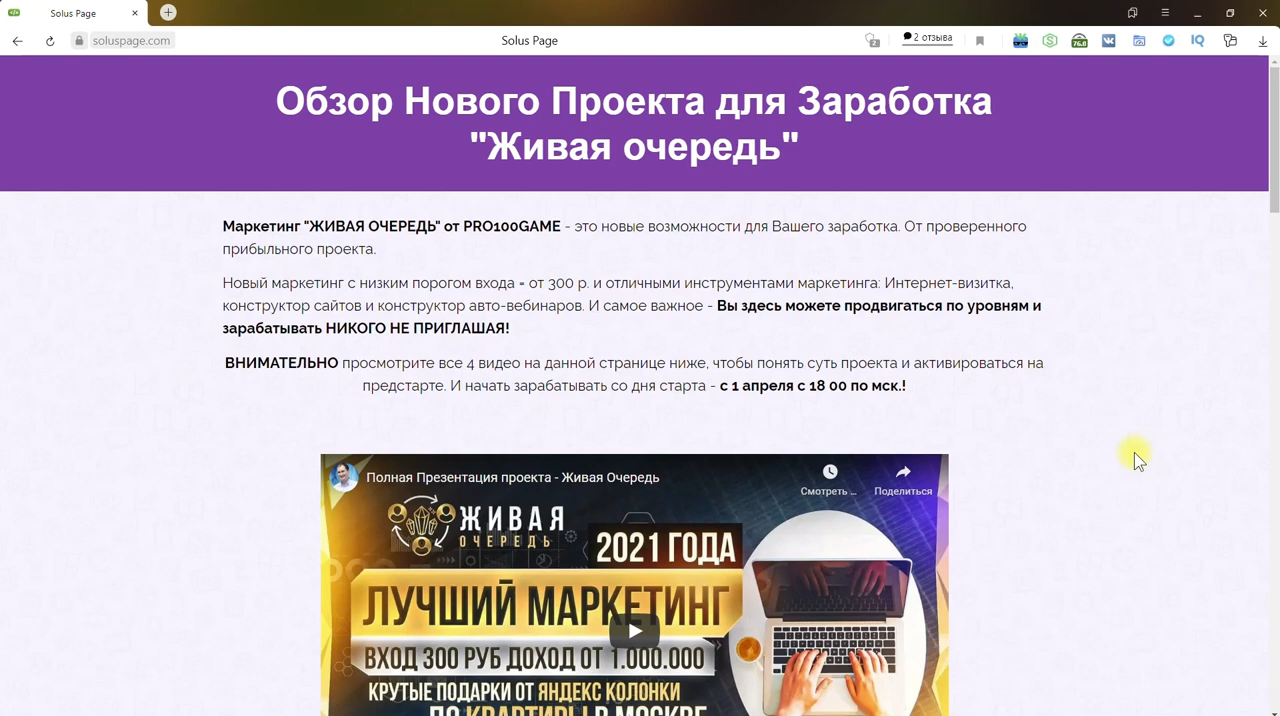 Solus Page
soluspage.com
Solus Page
2
2 отзыва
76.0
IQ
Обзор Нового Проекта для Заработка
"Живая очередь"
Маркетинг "ЖИВАЯ ОЧЕРЕДЬ" от PRO100GAME - это новые возможности для Вашего заработка. От проверенного
прибыльного проекта.
Новый маркетинг с низким порогом входа = от 300 р. и отличными инструментами маркетинга: Интернет-визитка,
конструктор сайтов и конструктор авто-вебинаров. И самое важное - Вы здесь можете продвигаться по уровням и
зарабатывать НИКОГО НЕ ПРИГЛАШАЯ!
ВНИМАТЕЛЬНО просмотрите все 4 видео на данной странице ниже, чтобы понять суть проекта и активироваться на
предстарте. И начать зарабатывать со дня старта - с 1 апреля с 18 00 по мск.!
Полная Презентация проекта - Живая Очередь
Смотреть ...
Поделиться
ЖИВАЯ
ОЧЕРЕДЬ
2021 ГОДА
ЛУЧШИЙ МАРКЕТИНГ
ВХОД 300 РУБ ДОХОД ОТ 1.000.000
КРУТЫЕ ПОДАРКИ ОТ ЯНДЕКС КОЛОНКИ
ДО КВАРТИРЫ В МОСКВЕ